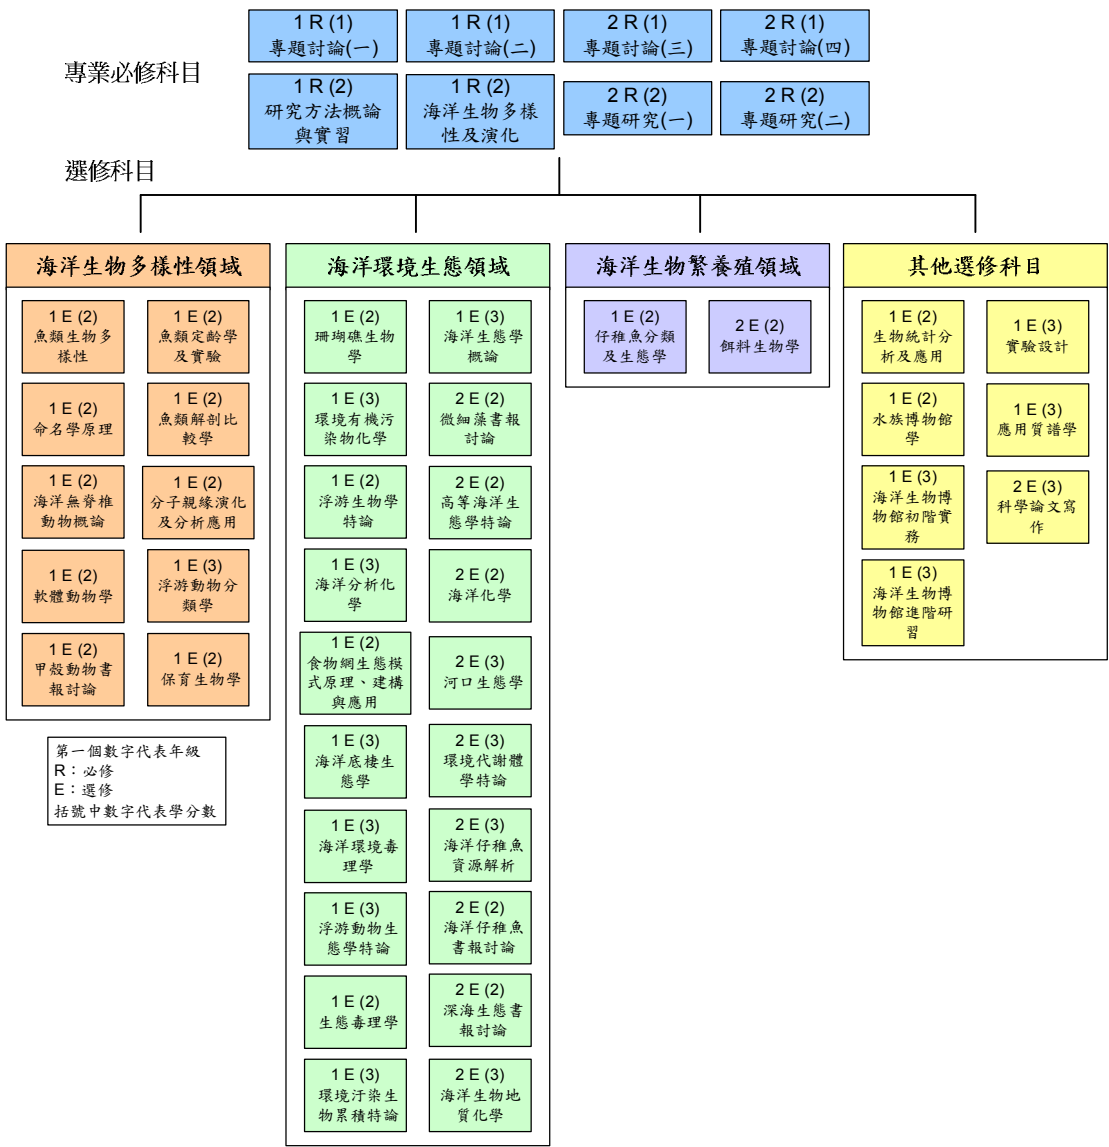 專業必修科目
1 R (1)
專題討論(一)
1 R (1)
專題討論(二)
2 R (1)
專題討論(三)
2 R (1)
專題討論(四)
1 R (2)
研究方法概論
與實習
1 R (2)
海洋生物多樣
性及演化
2 R (2)
專題研究(一)
2 R (2)
專題研究(二)
選修科目
海洋生物多樣性領域
1 E (2)
魚類生物多
樣性
1 E (2)
魚類定齡學
及實驗
1 E (2)
命名學原理
1 E (2)
魚類解剖比
較學
1 E (2)
海洋無脊椎
動物概論
1 E (2)
分子親緣演化
及分析應用
1 E (2)
軟體動物學
1 E (3)
浮游動物分
類學
1 E (2)
甲殼動物書
報討論
1 E (2)
保育生物學
第一個數字代表年級
R：必修
E：選修
括號中數字代表學分數
海洋環境生態領域
1 E (2)
珊瑚礁生物
學
1 E (3)
海洋生態學
概論
1 E (3)
環境有機污
染物化學
2 E (2)
微細藻書報
討論
1 E (2)
浮游生物學
特論
2 E (2)
高等海洋生
態學特論
1 E (3)
海洋分析化
學
2 E (2)
海洋化學
1 E (2)
食物網生態模
式原理、建構
與應用
2 E (3)
河口生態學
1 E (3)
海洋底棲生
態學
2 E (3)
環境代謝體
學特論
1 E (3)
海洋環境毒
理學
2 E (3)
海洋仔稚魚
資源解析
1 E (3)
浮游動物生
態學特論
2 E (2)
海洋仔稚魚
書報討論
1 E (2)
生態毒理學
2 E (2)
深海生態書
報討論
1 E (3)
環境汙染生
物累積特論
2 E (3)
海洋生物地
質化學
海洋生物繁養殖領域
1 E (2)
仔稚魚分類
及生態學
2 E (2)
餌料生物學
其他選修科目
1 E (2)
生物統計分
析及應用
1 E (3)
實驗設計
1 E (2)
水族博物館
學
1 E (3)
應用質譜學
1 E (3)
海洋生物博
物館初階實
務
2 E (3)
科學論文寫
作
1 E (3)
海洋生物博
物館進階研
習